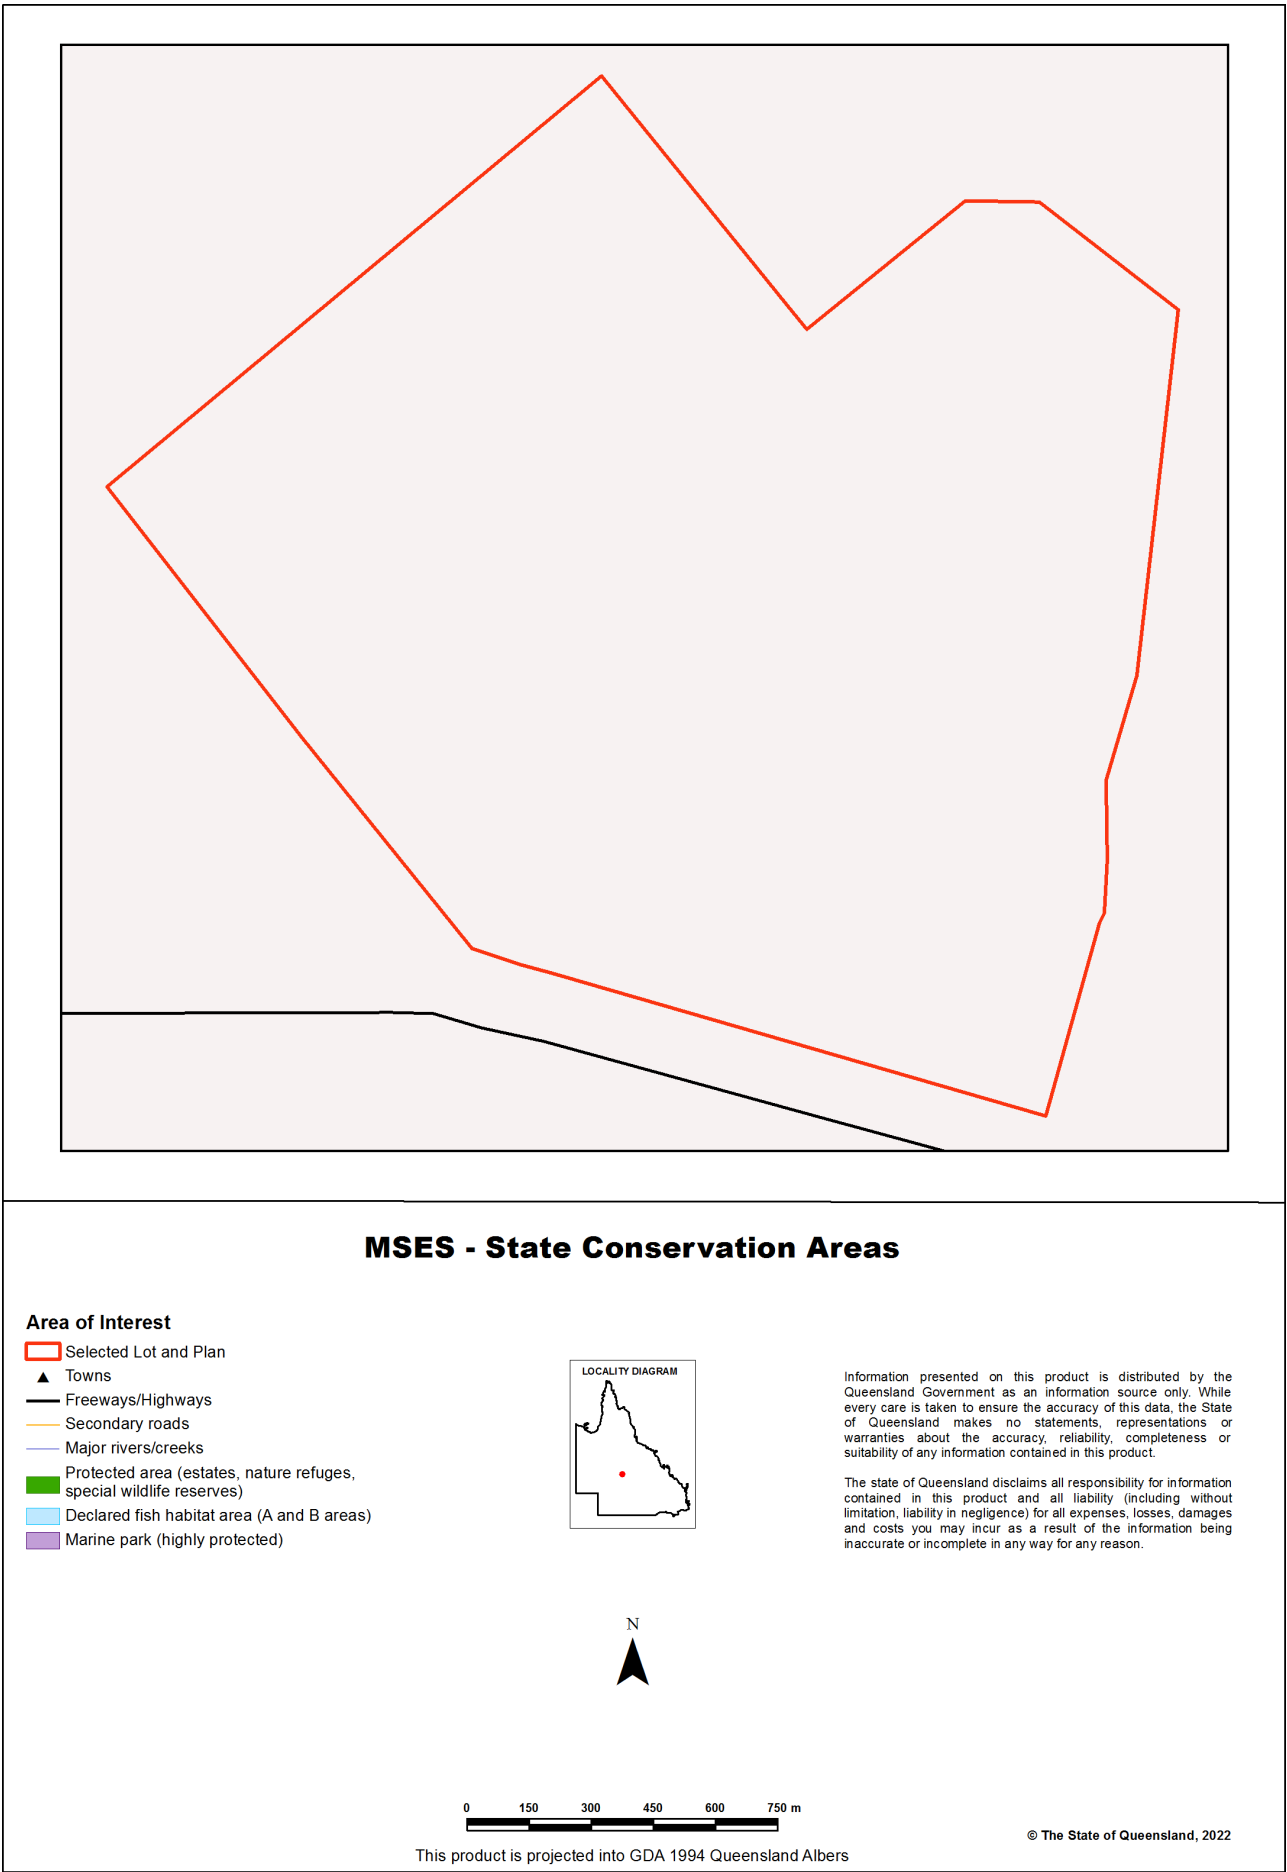 MSES - State Conservation Areas
Area of Interest
Selected Lot and Plan
Towns
Freeways/Highways
Secondary roads
Major rivers/creeks
Protected area (estates, nature refuges,
special wildlife reserves)
Declared fish habitat area (A and B areas)
Marine park (highly protected)
LOCALITY DIAGRAM
Information presented on this product is distributed by the
Queensland Government as an information source only. While
every care is taken to ensure the accuracy of this data, the State
of Queensland makes no statements, representations or
warranties about the accuracy, reliability, completeness or
suitability of any information contained in this product.
The state of Queensland disclaims all responsibility for information
contained in this product and all liability (including without
limitation, liability in negligence) for all expenses, losses, damages
and costs you may incur as a result of the information being
inaccurate or incomplete in any way for any reason.
N
0 150 300 450 600 750 m
This product is projected into GDA 1994 Queensland Albers
© The State of Queensland, 2022